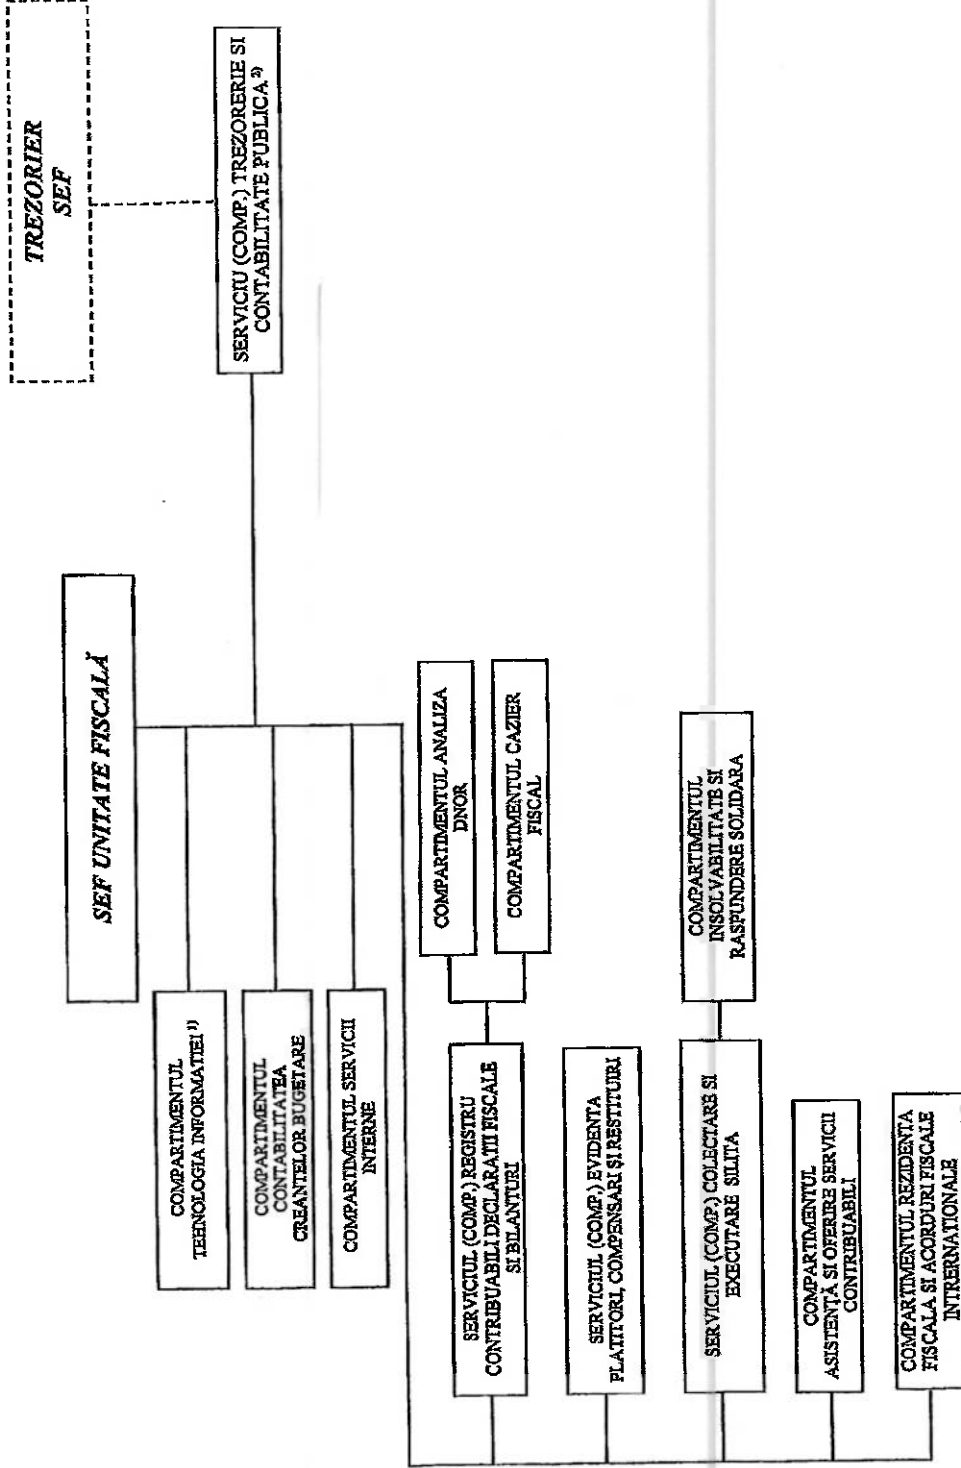 TREZORIER
SEF
SEF UNITATE FISCALĂ
SERVICIU (COMP.) TREZORERIE SI
CONTABILITATE PUBLICA ²⁾
COMPARTIMENTUL
TEHNOLOGIA INFORMATIEI ¹⁾
COMPARTIMENTUL
CONTABILITATEA
CREANTELOR BUGETARE
COMPARTIMENTUL SERVICII
INTERNE
SERVICIUL (COMP.) REGISTRU
CONTRIBUABILI DECLARATII FISCALE
SI BILANTURI
COMPARTIMENTUL ANALIZA
DNOR
COMPARTIMENTUL CAZIER
FISCAL
SERVICIUL (COMP.) EVIDENTA
PLATITORI, COMPENSARI ȘI RESTITUIRI
SERVICIUL (COMP.) COLECTARE SI
EXECUTARE SILITA
COMPARTIMENTUL
INSOLVABILITATE SI
RASPUNDERE SOLIDARA
COMPARTIMENTUL
ASISTENȚĂ SI OFERIRE SERVICII
CONTRIBUABILI
COMPARTIMENTUL REZIDENTA
FISCALA SI ACORDURI FISCALE
INTRERNATIONALE